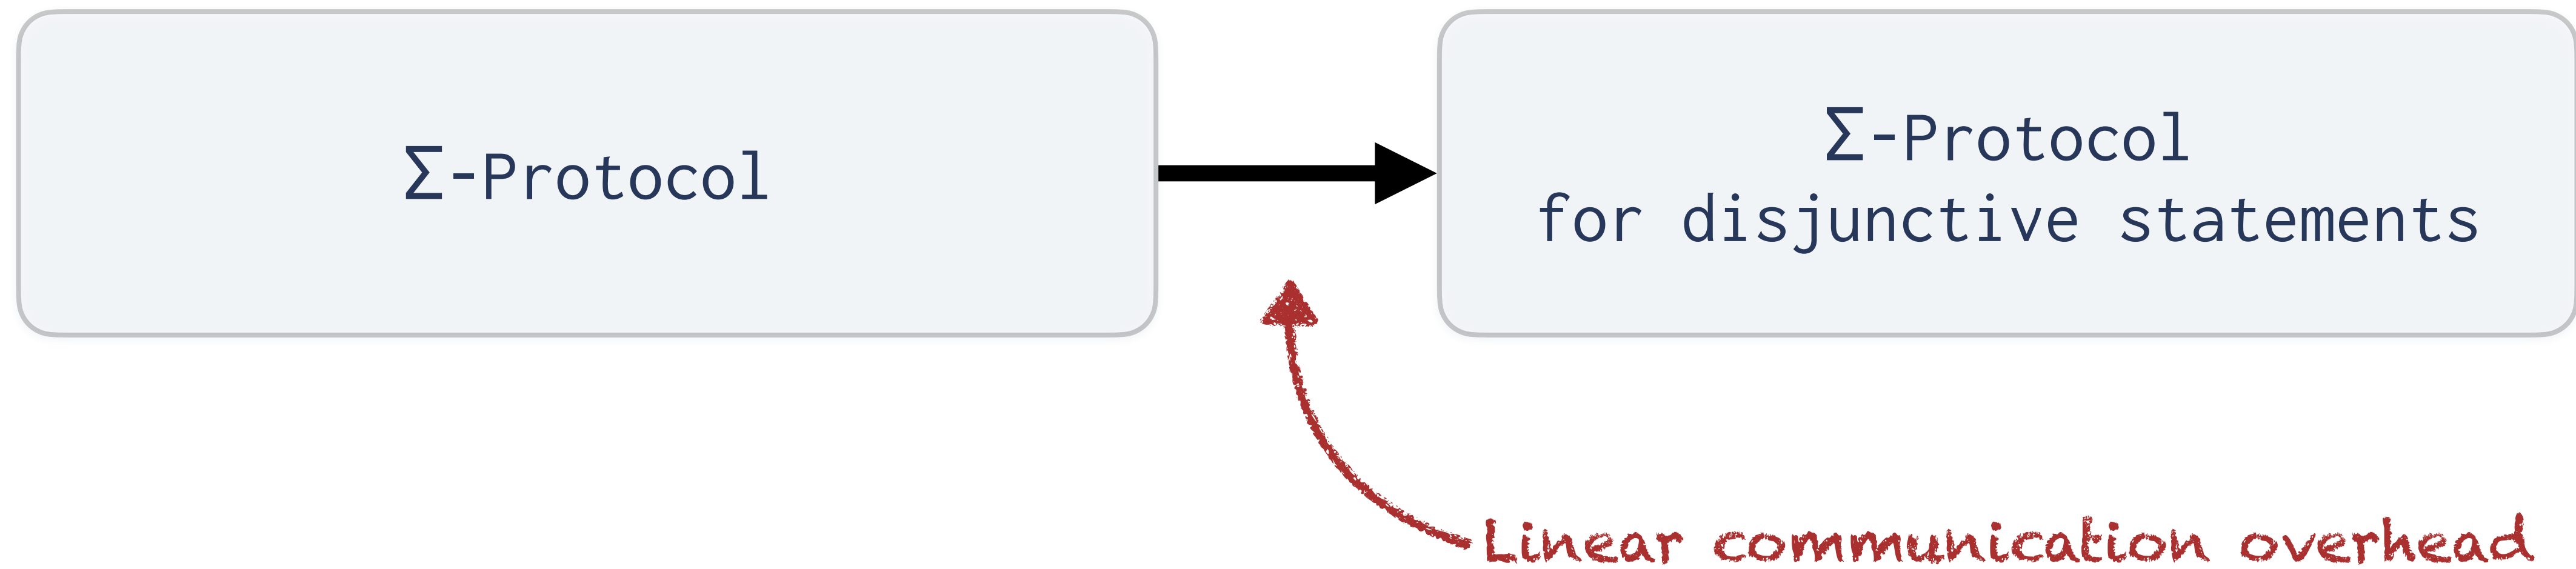 Σ-Protocol
Σ-Protocol
for disjunctive statements
Linear communication overhead